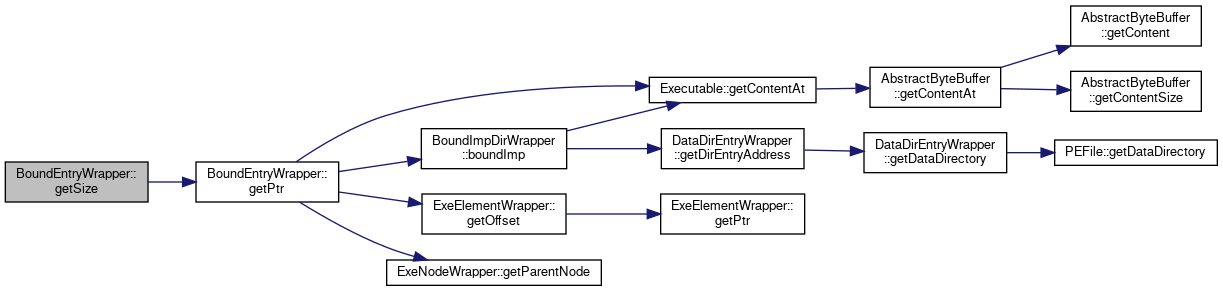 BoundEntryWrapper::
getSize
BoundEntryWrapper::
getPtr
Executable::getContentAt
AbstractByteBuffer
::getContentAt
AbstractByteBuffer
::getContent
AbstractByteBuffer
::getContentSize
BoundImpDirWrapper
::boundImp
DataDirEntryWrapper
::getDirEntryAddress
DataDirEntryWrapper
::getDataDirectory
PEFile::getDataDirectory
ExeElementWrapper::
getOffset
ExeElementWrapper::
getPtr
ExeNodeWrapper::getParentNode